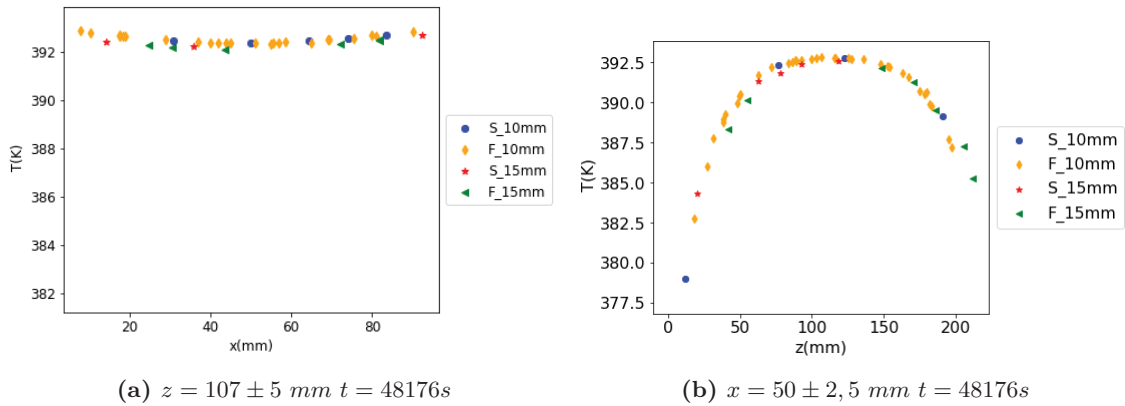 392
390
388
386
384
382
T(K)
20
40
60
80
x(mm)
S_10mm
F_10mm
S_15mm
F_15mm
392.5
390.0
387.5
385.0
382.5
380.0
377.5
T(K)
0
50
100
150
200
z(mm)
S_10mm
F_10mm
S_15mm
F_15mm
(a) z = 107 ± 5 mm t = 48176s
(b) x = 50 ± 2, 5 mm t = 48176s